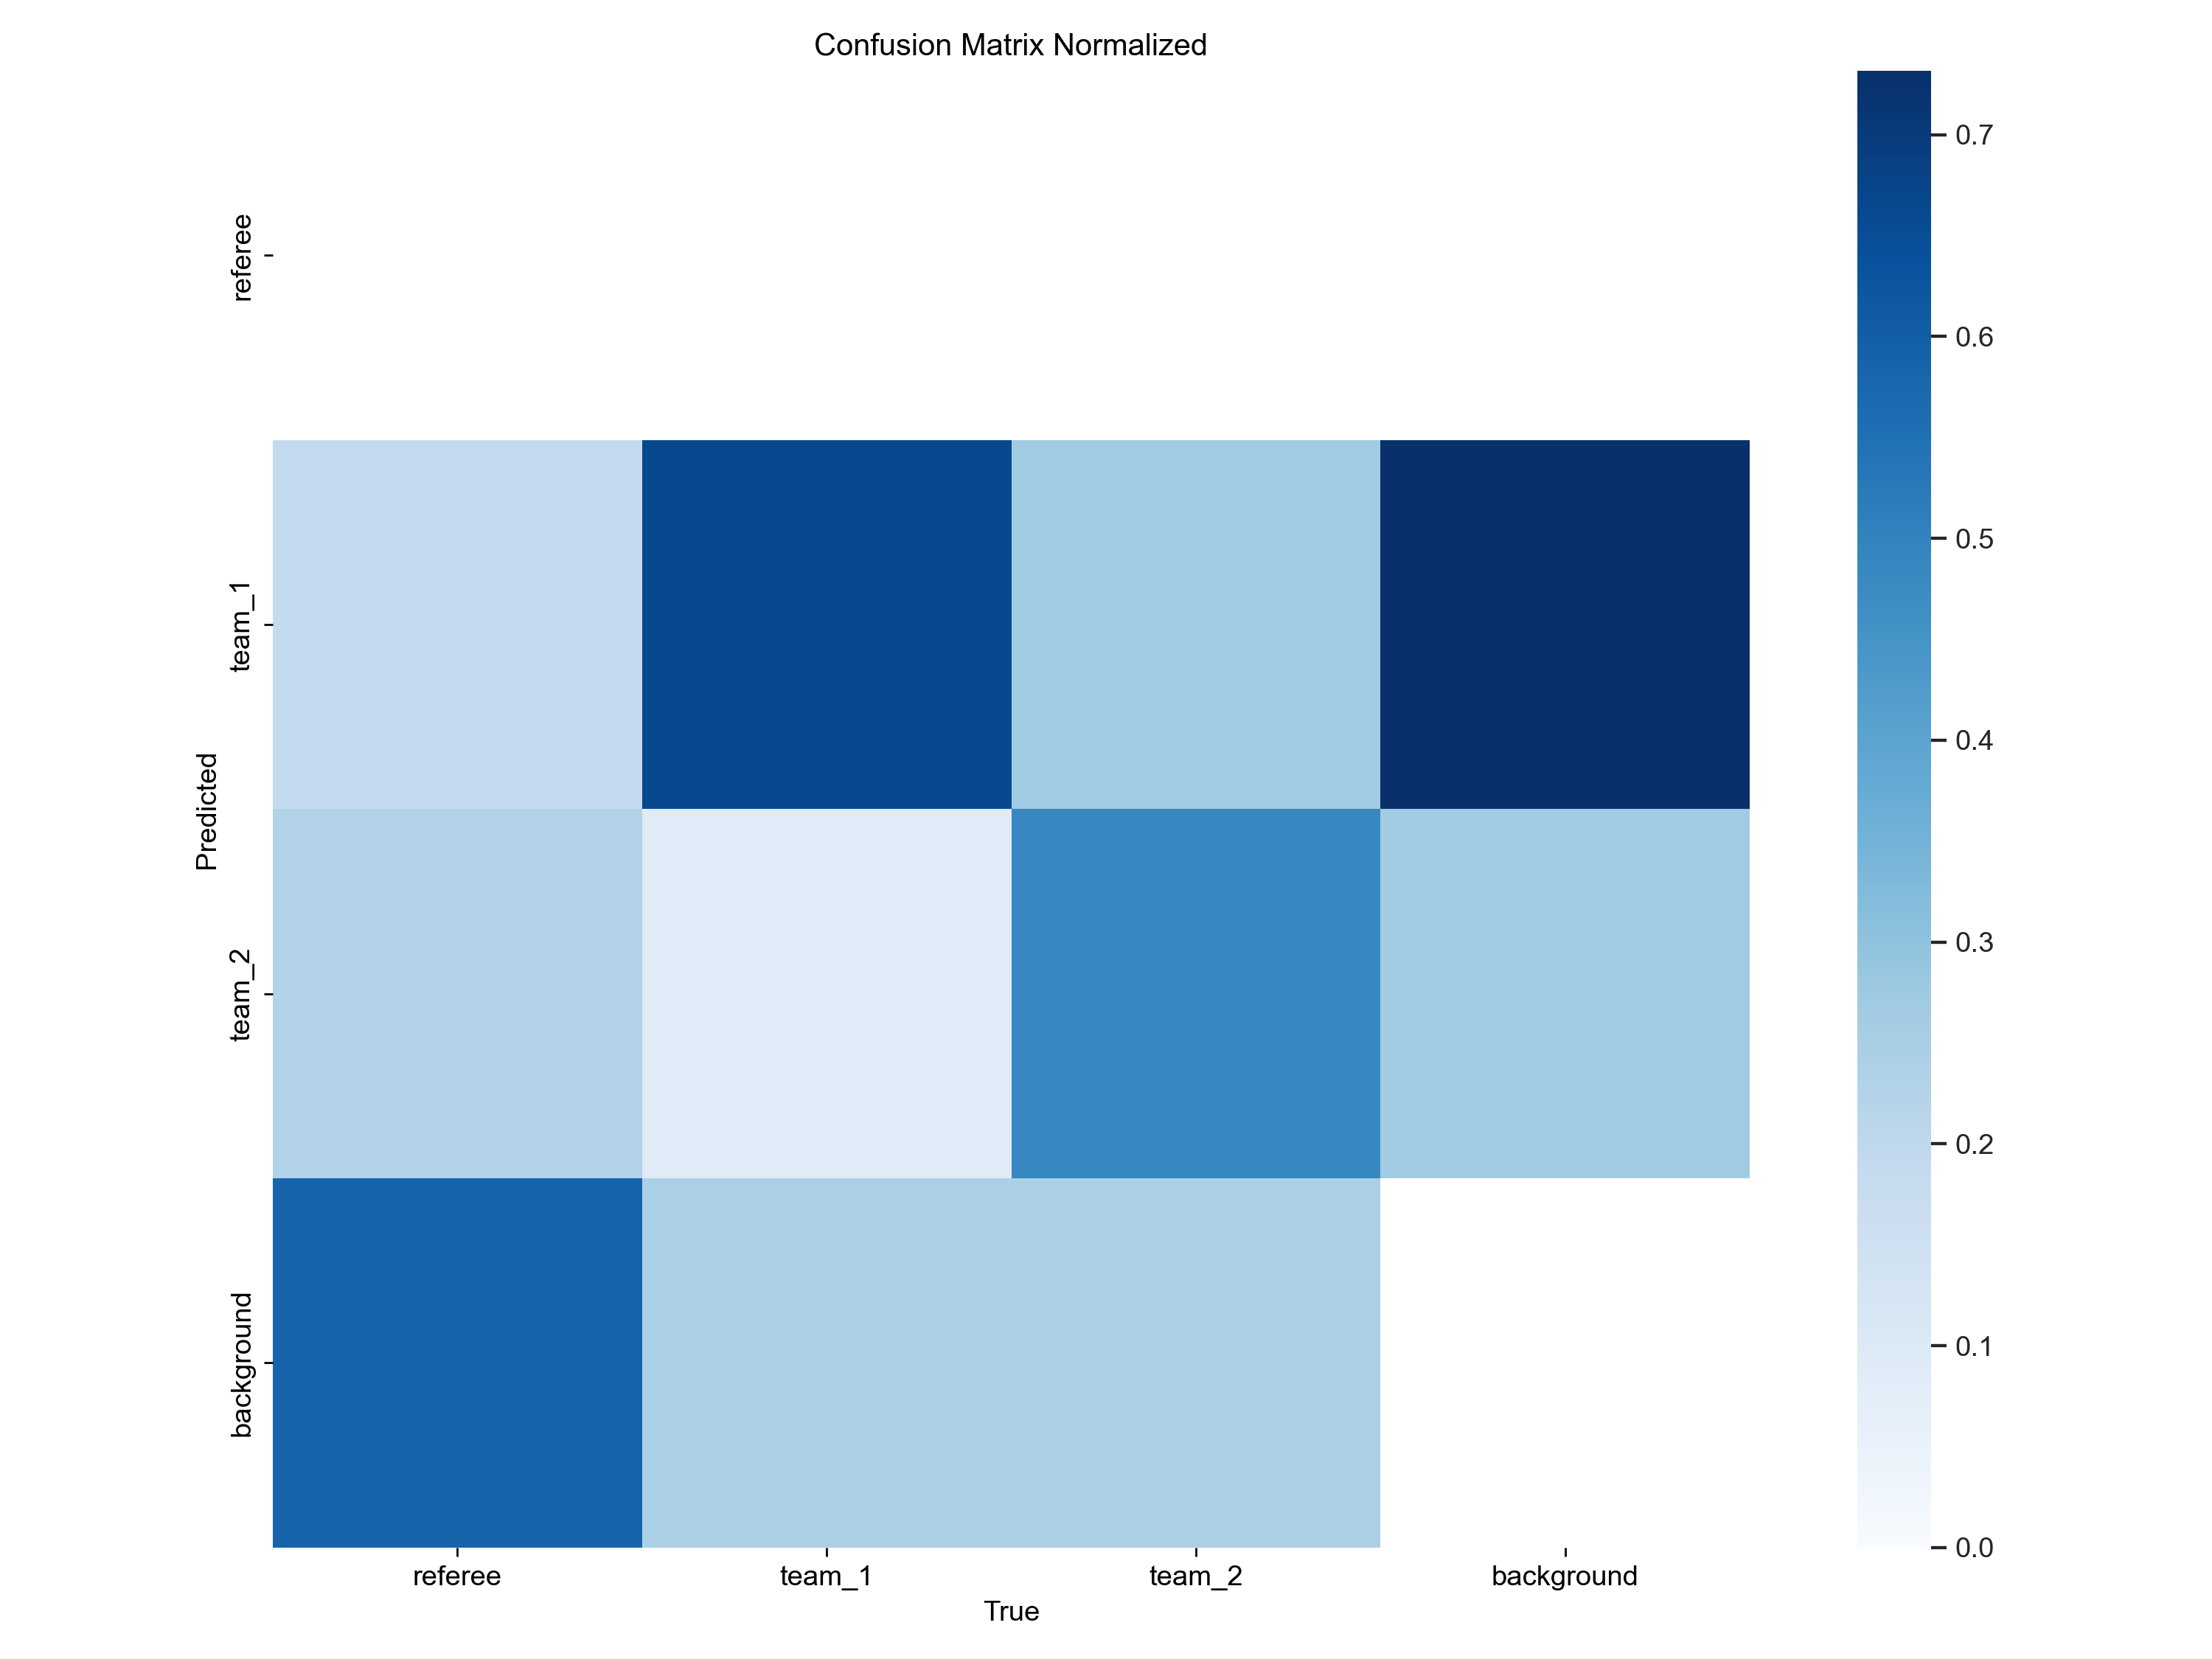 Confusion Matrix Normalized
referee
team_1
team_2
background
Predicted
referee
team_1
team_2
background
True
0.7
0.6
0.5
0.4
0.3
0.2
0.1
0.0